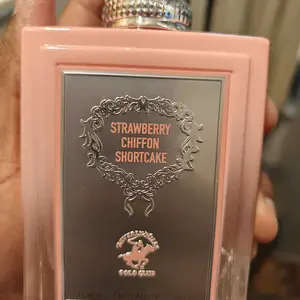 STRAWBERRY
CHIFFON
SHORTCAKE
POLO CLUB